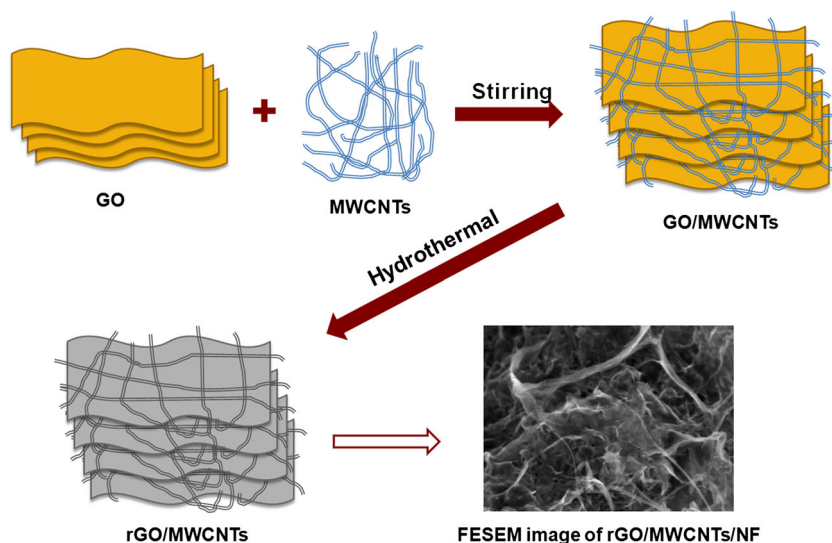 Stirring
GO
MWCNTs
GO/MWCNTs
Hydrothermal
rGO/MWCNTs
FESEM image of rGO/MWCNTs/NF